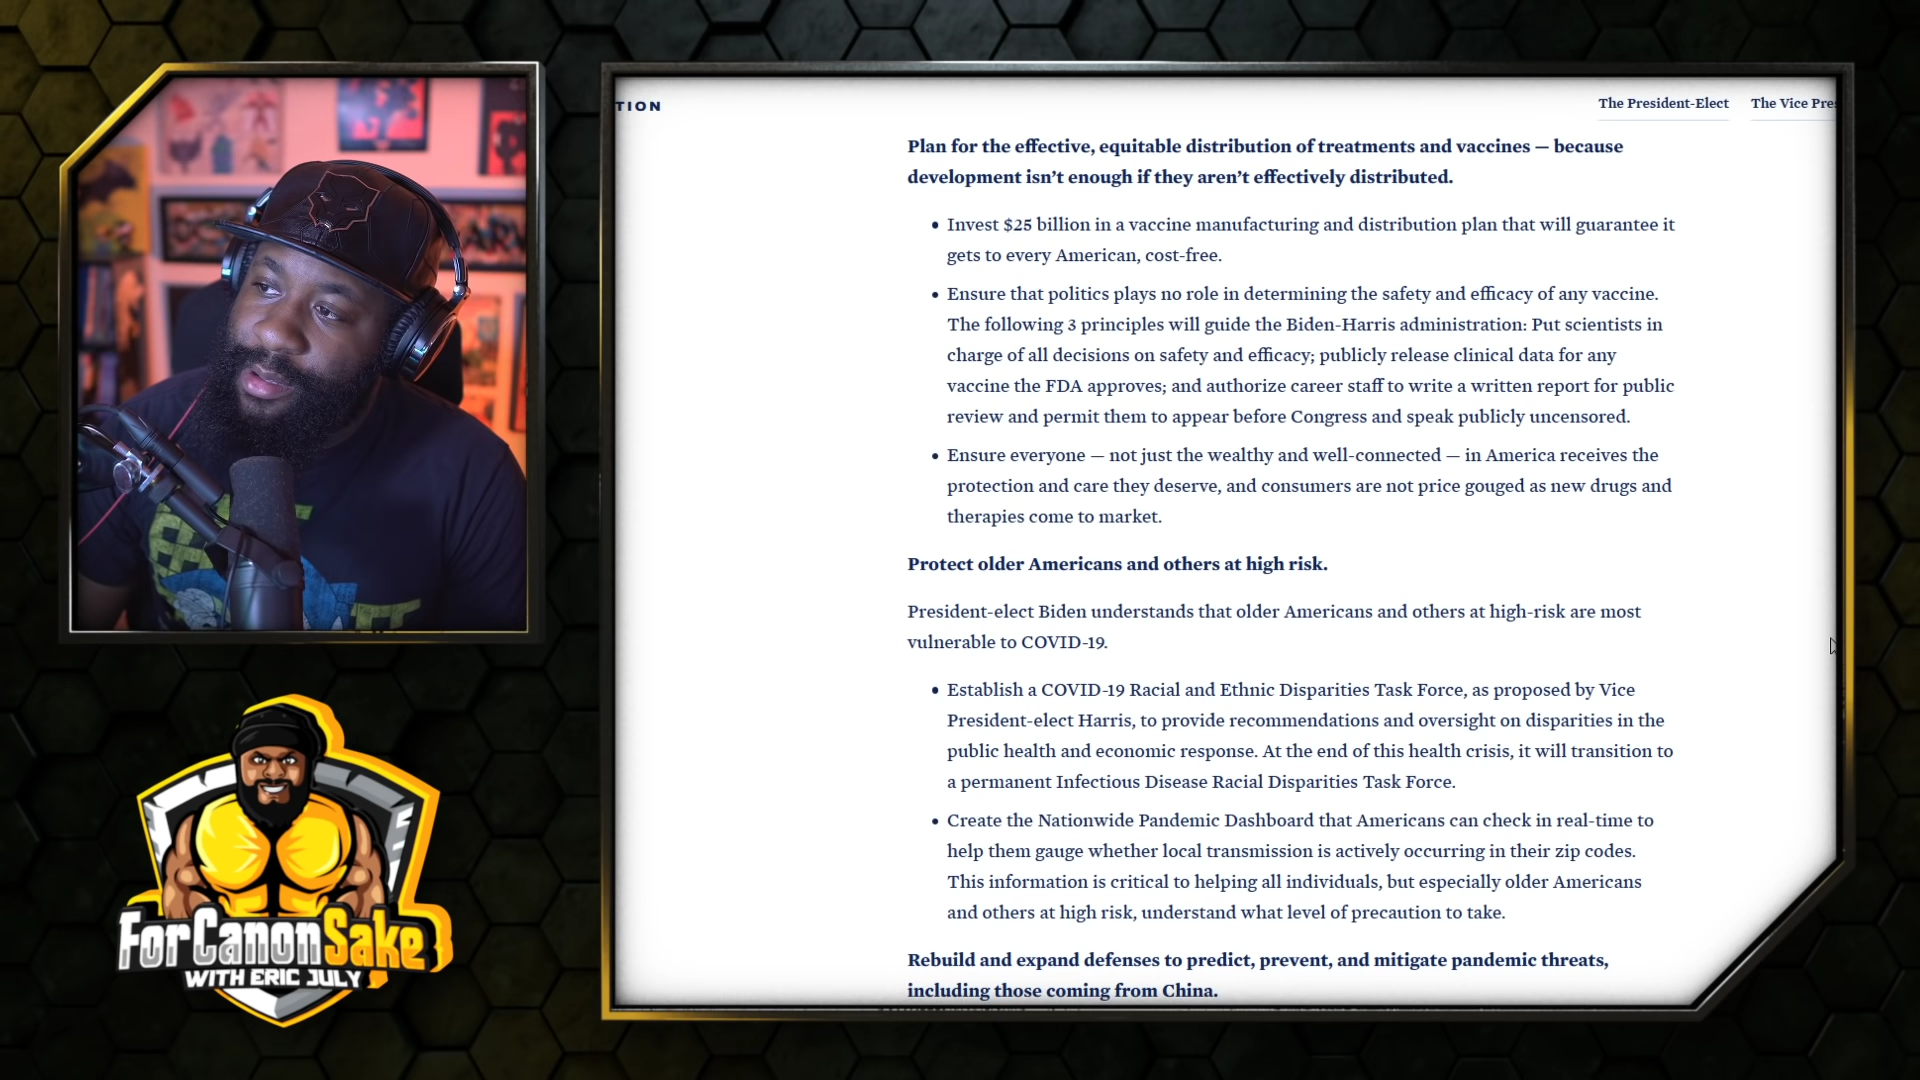 TION
The President-Elect
The Vice Pres
Plan for the effective, equitable distribution of treatments and vaccines — because
development isn’t enough if they aren’t effectively distributed.
• Invest $25 billion in a vaccine manufacturing and distribution plan that will guarantee it
gets to every American, cost-free.
• Ensure that politics plays no role in determining the safety and efficacy of any vaccine.
The following 3 principles will guide the Biden-Harris administration: Put scientists in
charge of all decisions on safety and efficacy; publicly release clinical data for any
vaccine the FDA approves; and authorize career staff to write a written report for public
review and permit them to appear before Congress and speak publicly uncensored.
• Ensure everyone — not just the wealthy and well-connected — in America receives the
protection and care they deserve, and consumers are not price gouged as new drugs and
therapies come to market.
Protect older Americans and others at high risk.
President-elect Biden understands that older Americans and others at high-risk are most
vulnerable to COVID-19.
• Establish a COVID-19 Racial and Ethnic Disparities Task Force, as proposed by Vice
President-elect Harris, to provide recommendations and oversight on disparities in the
public health and economic response. At the end of this health crisis, it will transition to
a permanent Infectious Disease Racial Disparities Task Force.
• Create the Nationwide Pandemic Dashboard that Americans can check in real-time to
help them gauge whether local transmission is actively occurring in their zip codes.
This information is critical to helping all individuals, but especially older Americans
and others at high risk, understand what level of precaution to take.
Rebuild and expand defenses to predict, prevent, and mitigate pandemic threats,
including those coming from China.
ForCanonSake
WITH ERIC JULY